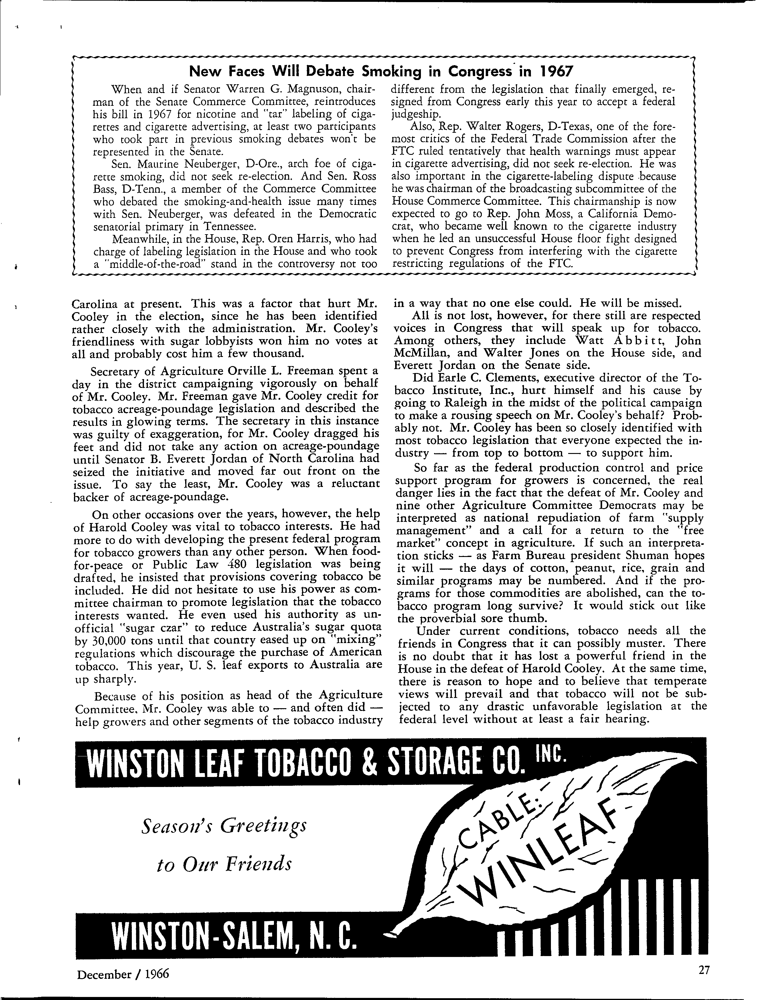 New Faces Will Debate Smoking in Congress in 1967
When and if Senator Warren G. Magnuson, chair-
man of the Senate Commerce Committee, reintroduces
his bill in 1967 for nicotine and "tar" labeling of ciga-
rettes and cigarette advertising, at least two participants
who took part in previous smoking debates won't be
represented in the Senate.
Sen. Maurine Neuberger, D-Ore., arch foe of ciga-
rette smoking, did not seek re-election. And Sen. Ross
Bass, D-Tenn., a member of the Commerce Committee
who debated the smoking-and-health issue many times
with Sen. Neuberger, was defeated in the Democratic
senatorial primary in Tennessee.
Meanwhile, in the House, Rep. Oren Harris, who had
charge of labeling legislation in the House and who took
a "middle-of-the-road" stand in the controversy not too
different from the legislation that finally emerged, re-
signed from Congress early this year to accept a federal
judgeship.
Also, Rep. Walter Rogers, D-Texas, one of the fore-
most critics of the Federal Trade Commission after the
FTC ruled tentatively that health warnings must appear
in cigarette advertising, did not seek re-election. He was
also important in the cigarette-labeling dispute because
he was chairman of the broadcasting subcommittee of the
House Commerce Committee. This chairmanship is now
expected to go to Rep. John Moss, a California Demo-
crat, who became well known to the cigarette industry
when he led an unsuccessful House floor fight designed
to prevent Congress from interfering with the cigarette
restricting regulations of the FTC.
Carolina at present. This was a factor that hurt Mr.
Cooley in the election, since he has been identified
rather closely with the administration. Mr. Cooley's
friendliness with sugar lobbyists won him no votes at
all and probably cost him a few thousand.
Secretary of Agriculture Orville L. Freeman spent a
day in the district campaigning vigorously on behalf
of Mr. Cooley. Mr. Freeman gave Mr. Cooley credit for
tobacco acreage-poundage legislation and described the
results in glowing terms. The secretary in this instance
was guilty of exaggeration, for Mr. Cooley dragged his
feet and did not take any action on acreage-poundage
until Senator B. Everett Jordan of North Carolina had
seized the initiative and moved far out front on the
issue. To say the least, Mr. Cooley was a reluctant
backer of acreage-poundage.
On other occasions over the years, however, the help
of Harold Cooley was vital to tobacco interests. He had
more to do with developing the present federal program
for tobacco growers than any other person. When food-
for-peace or Public Law 480 legislation was being
drafted, he insisted that provisions covering tobacco be
included. He did not hesitate to use his power as com-
mittee chairman to promote legislation that the tobacco
interests wanted. He even used his authority as un-
official "sugar czar" to reduce Australia's sugar quota
by 30,000 tons until that country eased up on "mixing"
regulations which discourage the purchase of American
tobacco. This year, U. S. leaf exports to Australia are
up sharply.
Because of his position as head of the Agriculture
Committee, Mr. Cooley was able to — and often did —
help growers and other segments of the tobacco industry
in a way that no one else could. He will be missed.
All is not lost, however, for there still are respected
voices in Congress that will speak up for tobacco.
Among others, they include Watt Abbitt, John
McMillan, and Walter Jones on the House side, and
Everett Jordan on the Senate side.
Did Earle C. Clements, executive director of the To-
bacco Institute, Inc., hurt himself and his cause by
going to Raleigh in the midst of the political campaign
to make a rousing speech on Mr. Cooley's behalf? Prob-
ably not. Mr. Cooley has been so closely identified with
most tobacco legislation that everyone expected the in-
dustry — from top to bottom — to support him.
So far as the federal production control and price
support program for growers is concerned, the real
danger lies in the fact that the defeat of Mr. Cooley and
nine other Agriculture Committee Democrats may be
interpreted as national repudiation of farm "supply
management" and a call for a return to the "free
market" concept in agriculture. If such an interpreta-
tion sticks — as Farm Bureau president Shuman hopes
it will — the days of cotton, peanut, rice, grain and
similar programs may be numbered. And if the pro-
grams for those commodities are abolished, can the to-
bacco program long survive? It would stick out like
the proverbial sore thumb.
Under current conditions, tobacco needs all the
friends in Congress that it can possibly muster. There
is no doubt that it has lost a powerful friend in the
House in the defeat of Harold Cooley. At the same time,
there is reason to hope and to believe that temperate
views will prevail and that tobacco will not be sub-
jected to any drastic unfavorable legislation at the
federal level without at least a fair hearing.
WINSTON LEAF TOBACCO & STORAGE CO. INC.
Season's Greetings
to Our Friends
CABLE:
WINLEAF
WINSTON-SALEM, N. C.
December / 1966
27